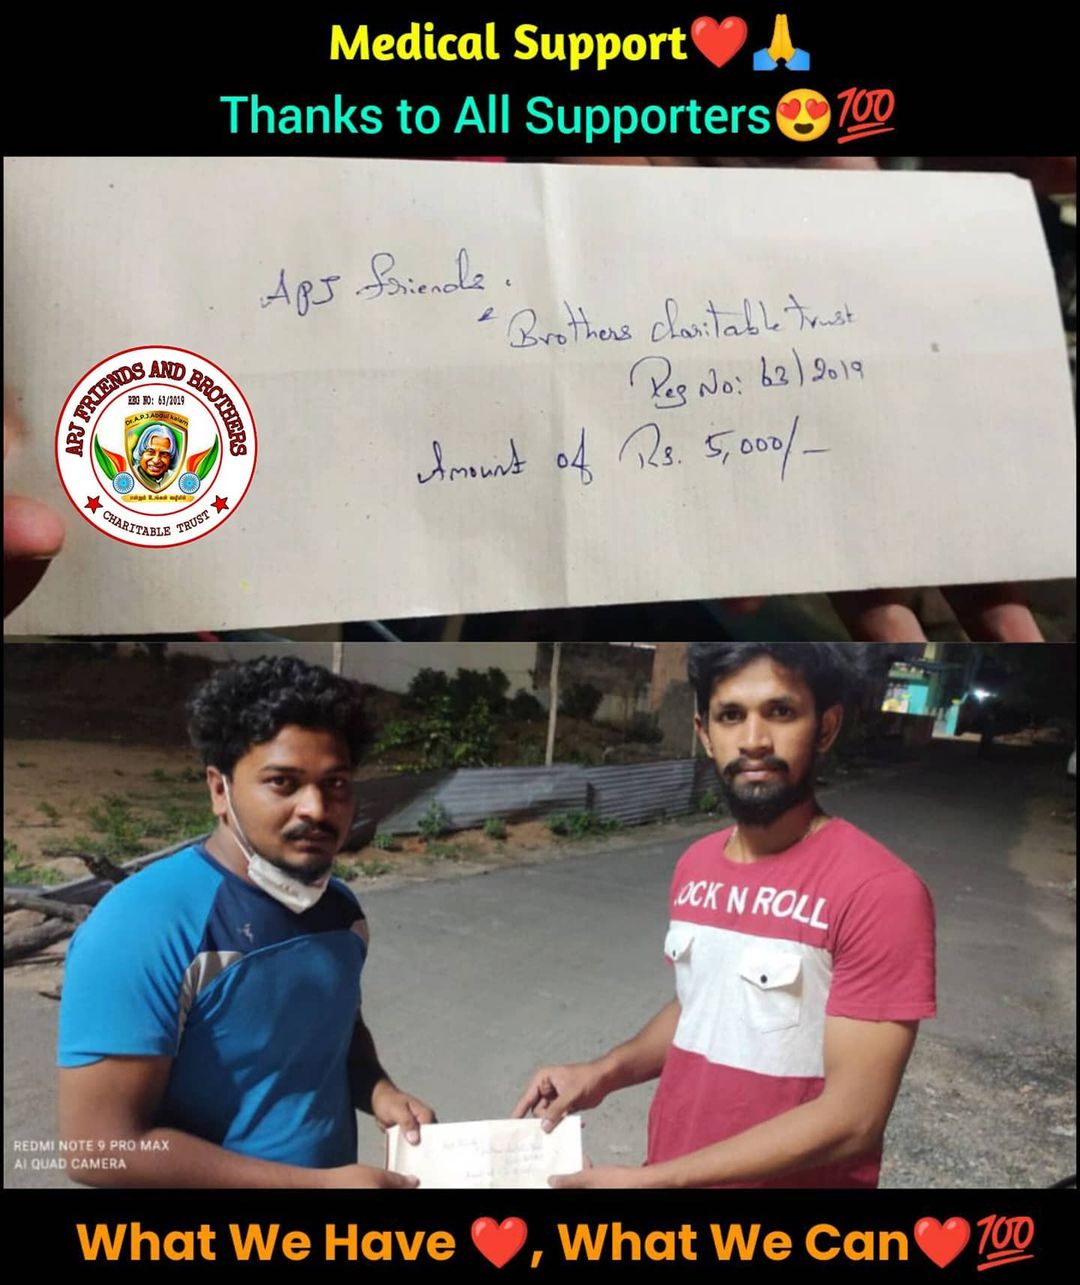 Medical Support❤️🙏
Thanks to All Supporters😍💯
APJ Friends.
& Brothers charitable trust
Reg No: 63/2019
Amount of Rs. 5,000/-
APJ FRIENDS AND BROTHERS
REG NO: 63/2019
Dr.A.P.J.Abdul kalam
CHARITABLE TRUST
OCK N ROLL
REDMI NOTE 9 PRO MAX
AI QUAD CAMERA
What We Have ❤️, What We Can❤️💯